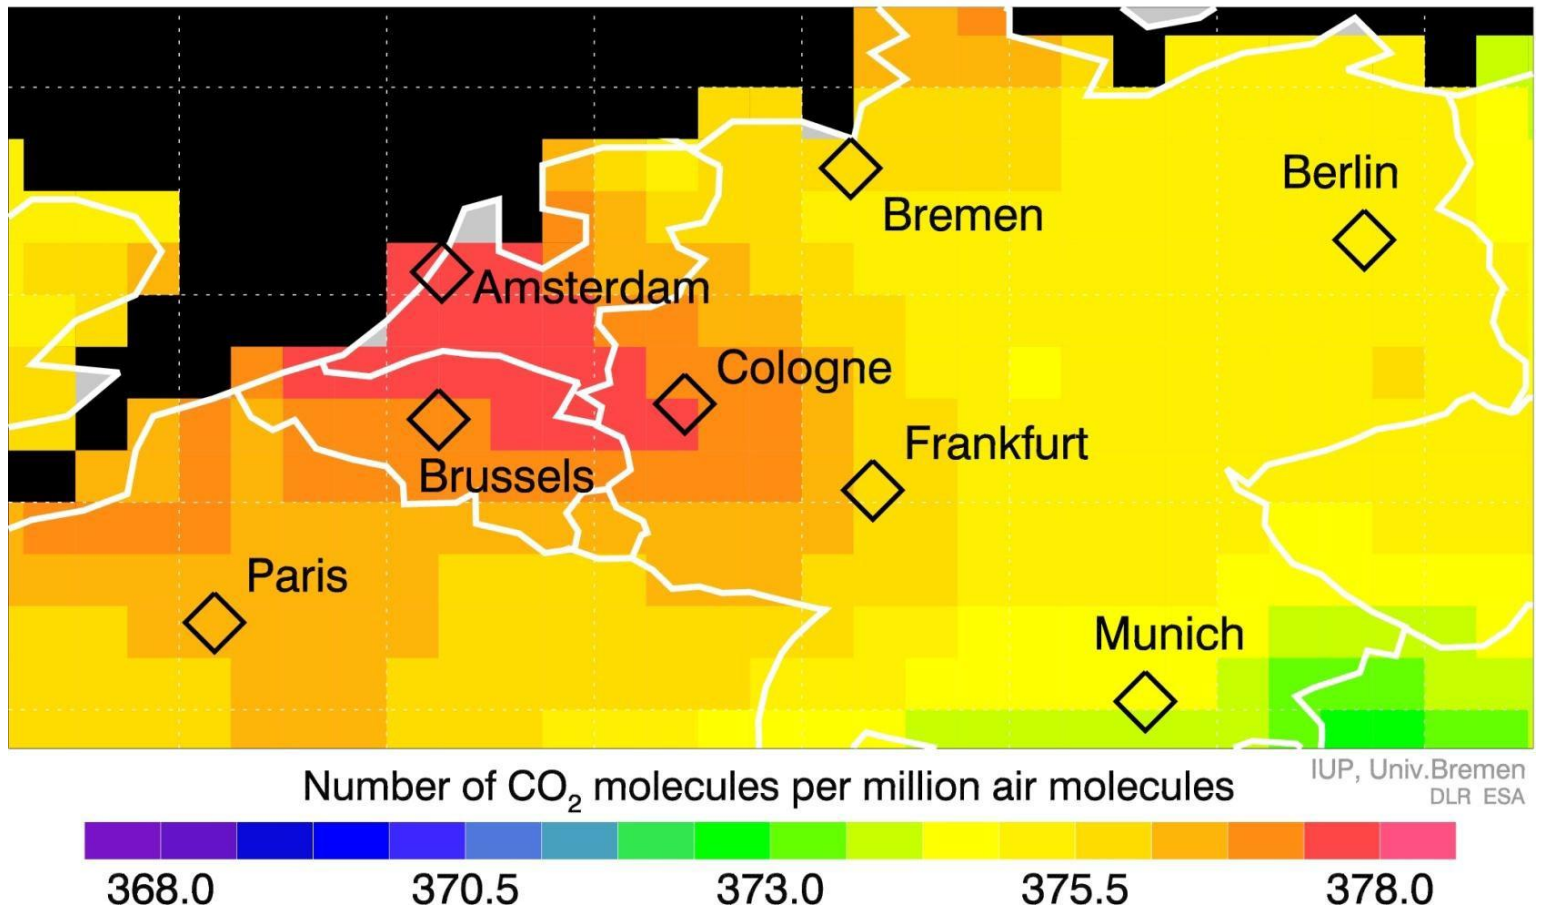 Berlin
Bremen
Amsterdam
Cologne
Frankfurt
Brussels
Paris
Munich
Number of CO₂ molecules per million air molecules
IUP, Univ.Bremen
DLR ESA
368.0 370.5 373.0 375.5 378.0